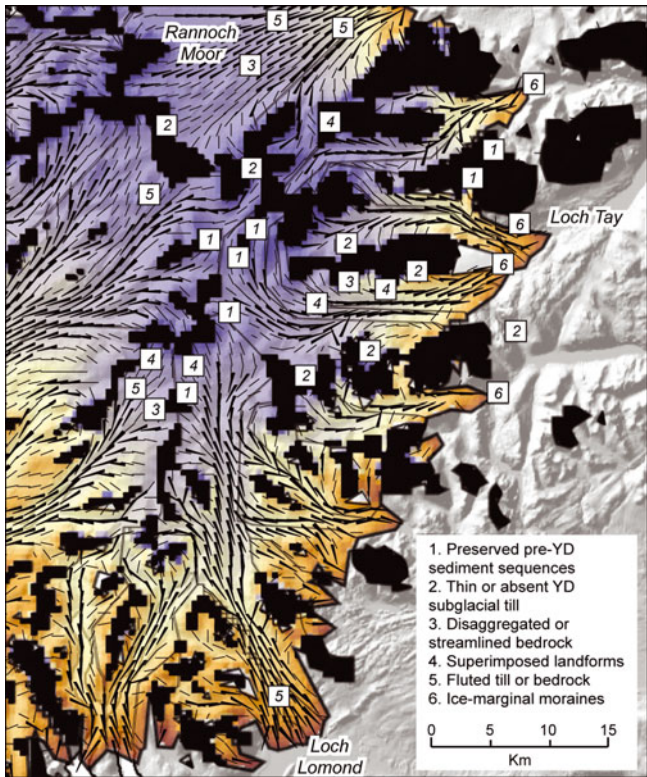 5
5
Rannoch
Moor
3
6
2
4
1
2
1
5
6
Loch Tay
1
1
2
1
6
3
2
4
4
1
2
4
4
2
2
5
1
6
3
1. Preserved pre-YD
sediment sequences
2. Thin or absent YD
subglacial till
3. Disaggregated or
streamlined bedrock
4. Superimposed landforms
5. Fluted till or bedrock
6. Ice-marginal moraines
5
0 5 10 15
Km
Loch
Lomond